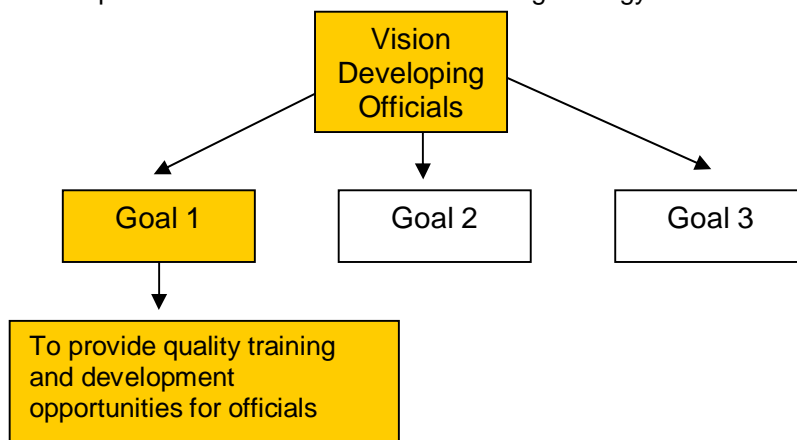 Vision
Developing
Officials
Goal 1
Goal 2
Goal 3
To provide quality training
and development
opportunities for officials